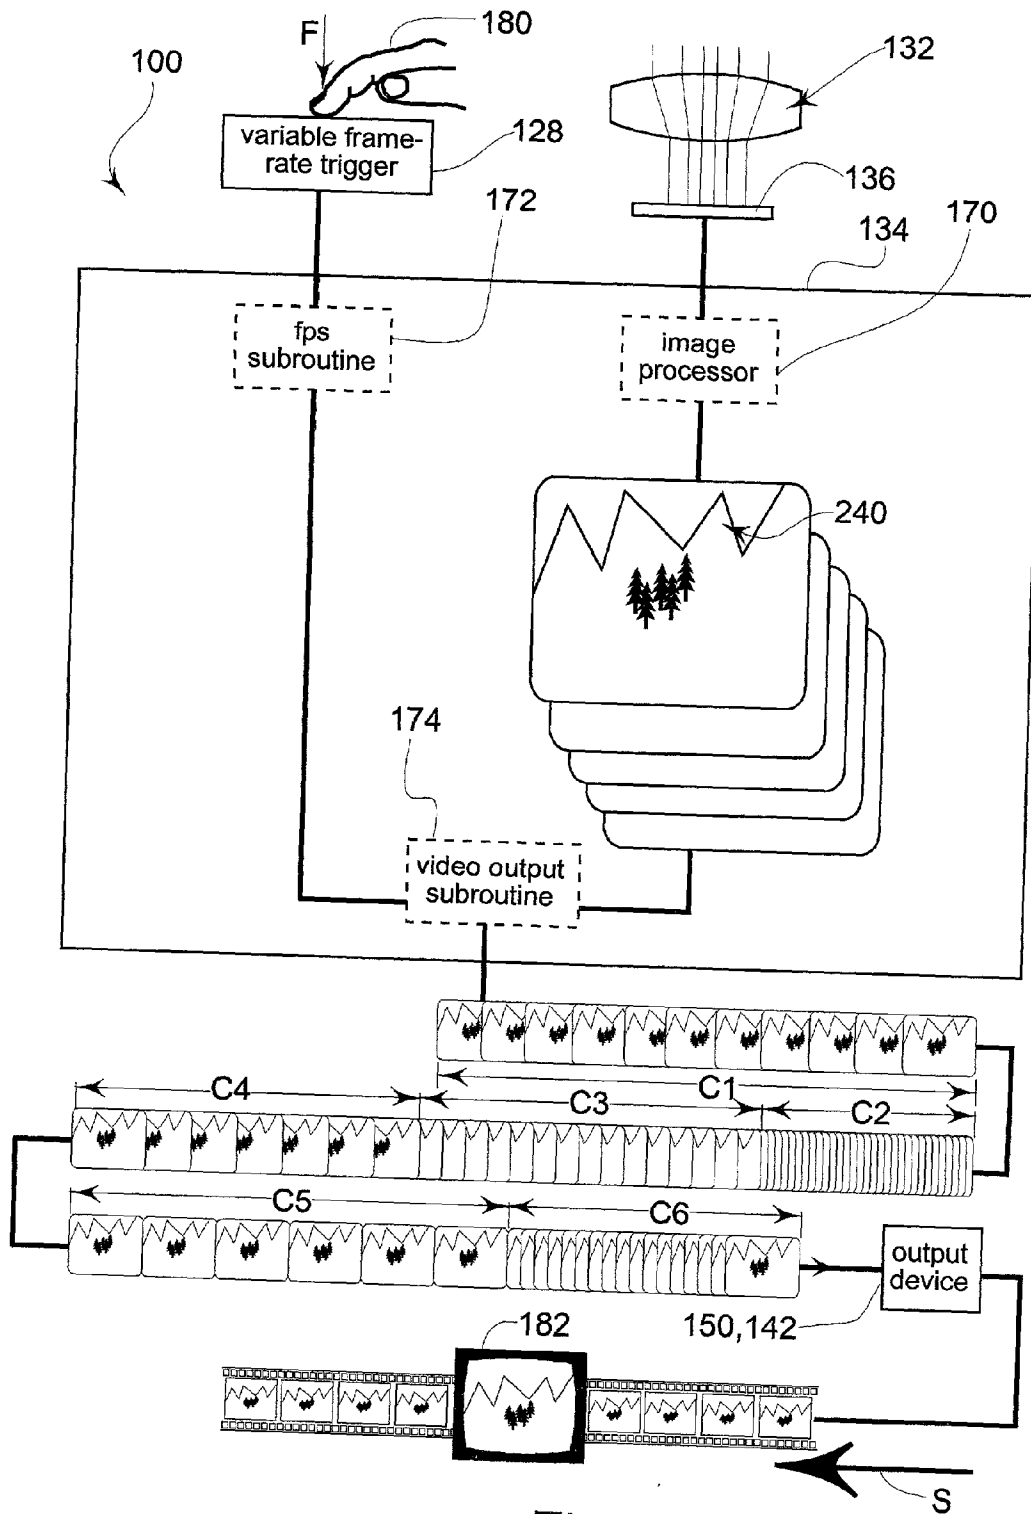 F
180
100
132
variable frame-
rate trigger
128
136
172
170
134
fps
subroutine
image
processor
240
174
video output
subroutine
C1
C4
C3
C2
C5
C6
output
device
150,142
182
S